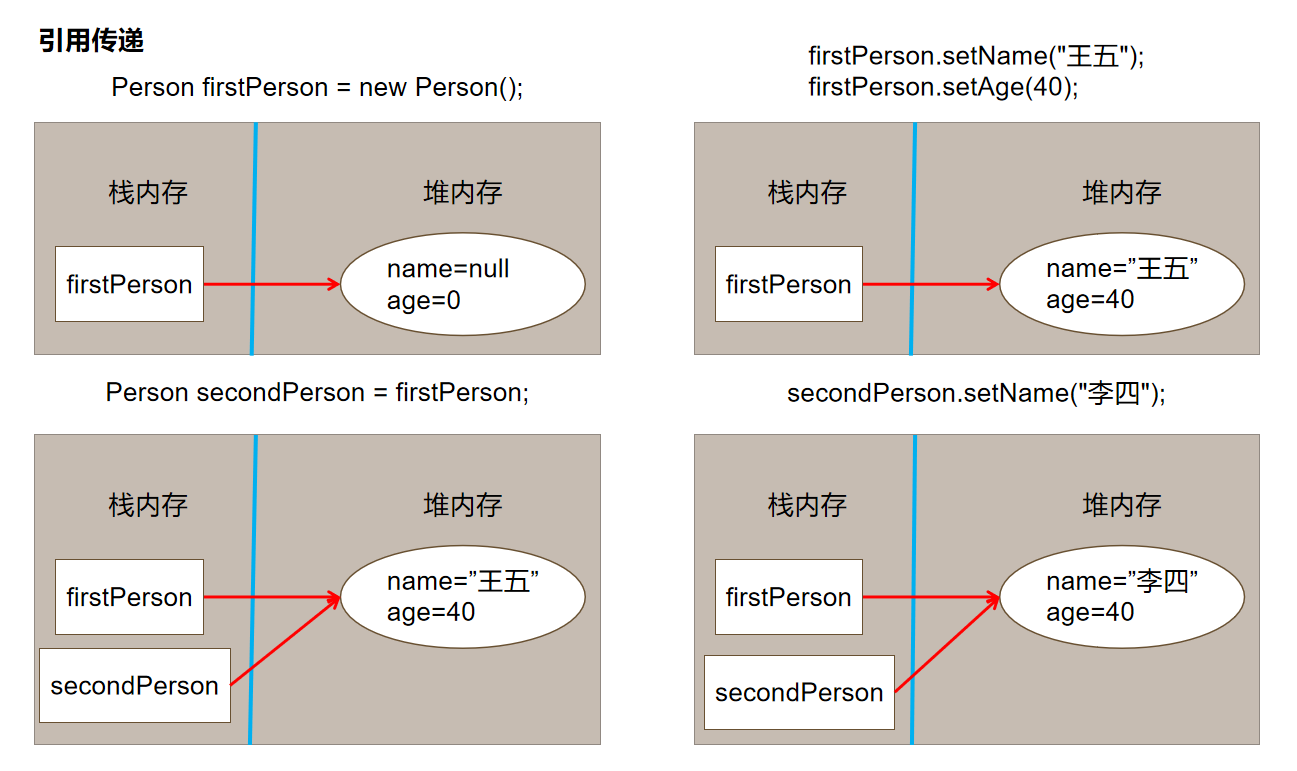 引用传递
Person firstPerson = new Person();
栈内存
堆内存
firstPerson
name=null
age=0
firstPerson.setName("王五");
firstPerson.setAge(40);
栈内存
堆内存
firstPerson
name=”王五”
age=40
Person secondPerson = firstPerson;
栈内存
堆内存
firstPerson
name=”王五”
age=40
secondPerson
secondPerson.setName("李四");
栈内存
堆内存
firstPerson
name=”李四”
age=40
secondPerson